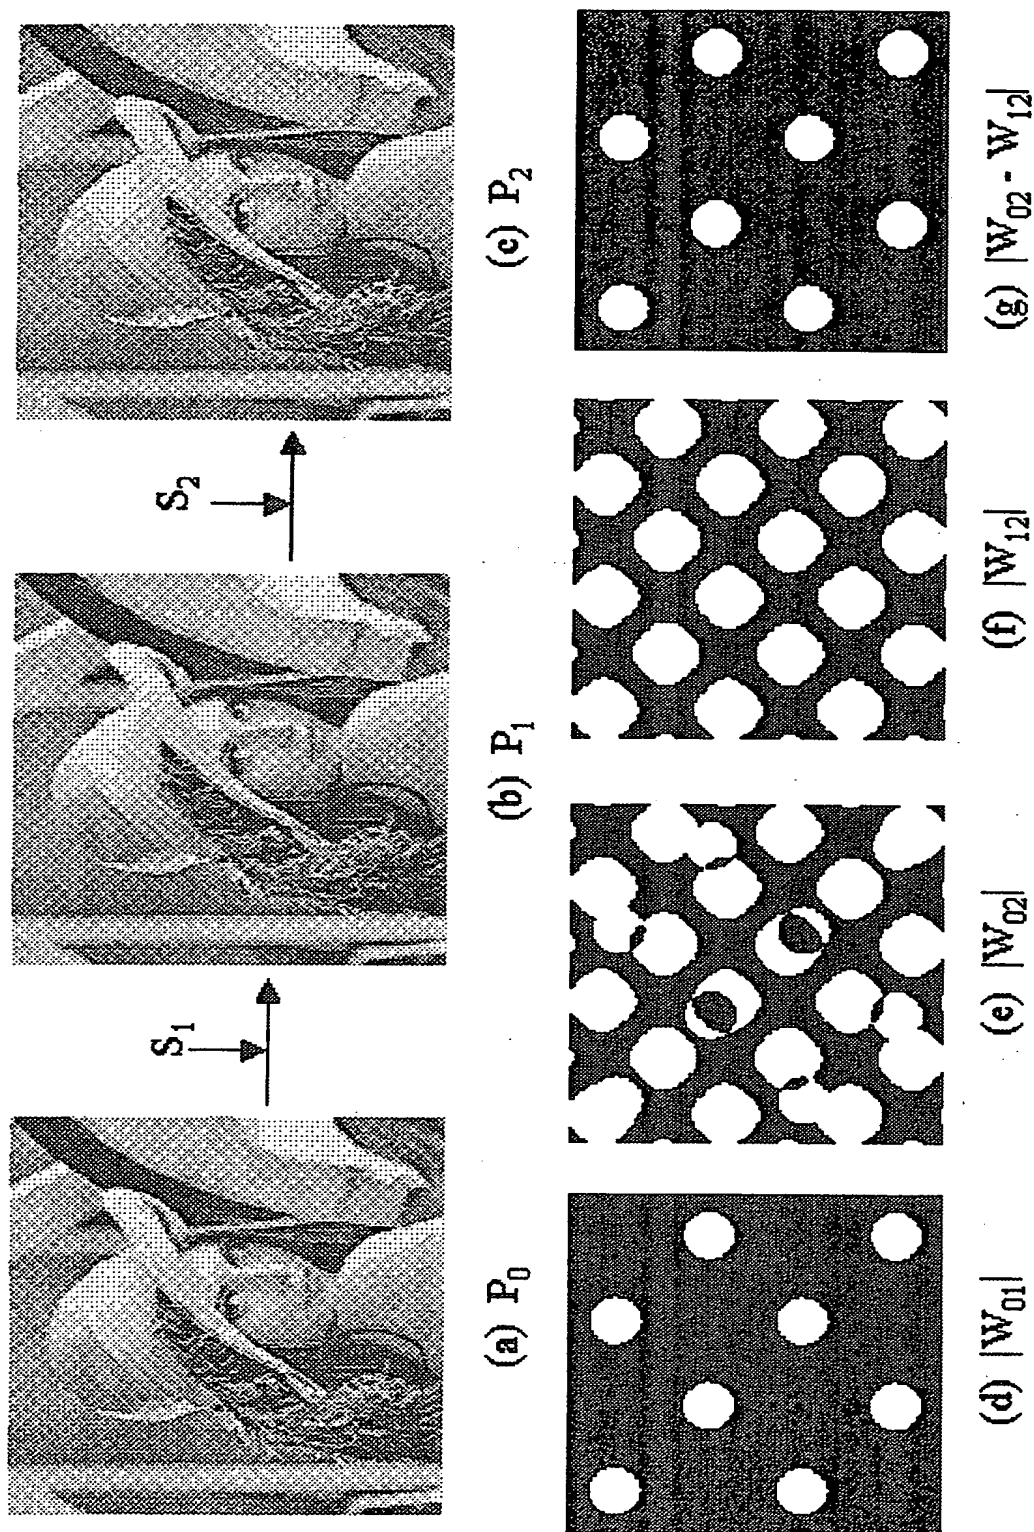 S₁
S₂
(a) P₀
(b) P₁
(c) P₂
(d) |W₀₁|
(e) |W₀₂|
(f) |W₁₂|
(g) |W₀₂ - W₁₂|